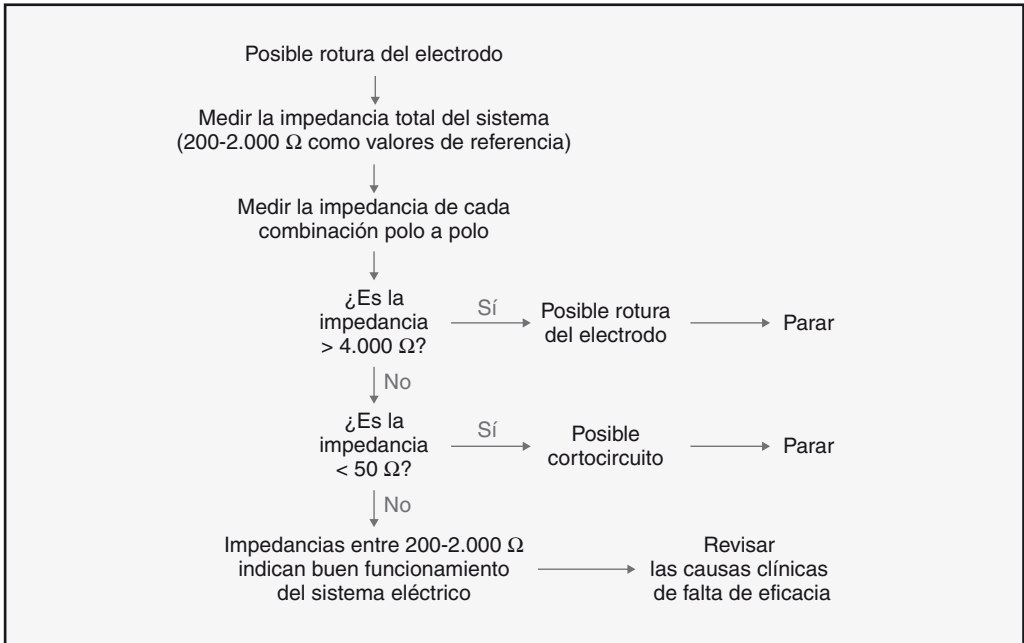 Posible rotura del electrodo
Medir la impedancia total del sistema
(200-2.000 Ω como valores de referencia)
Medir la impedancia de cada
combinación polo a polo
¿Es la
impedancia
> 4.000 Ω?
Sí
Posible rotura
del electrodo
Parar
No
¿Es la
impedancia
< 50 Ω?
Sí
Posible
cortocircuito
Parar
No
Impedancias entre 200-2.000 Ω
indican buen funcionamiento
del sistema eléctrico
Revisar
las causas clínicas
de falta de eficacia